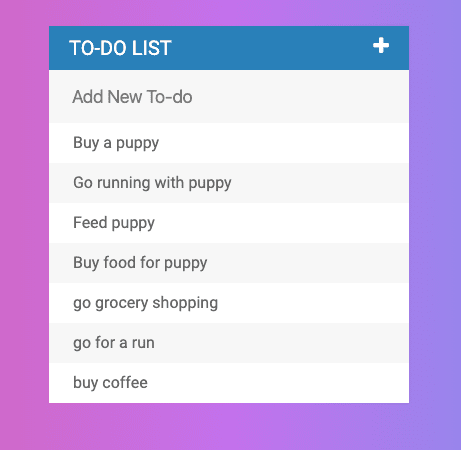 TO-DO LIST
Add New To-do
Buy a puppy
Go running with puppy
Feed puppy
Buy food for puppy
go grocery shopping
go for a run
buy coffee